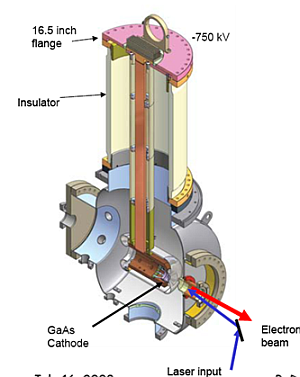 16.5 inch
flange
-750 kV
Insulator
GaAs
Cathode
Electron
beam
Laser input